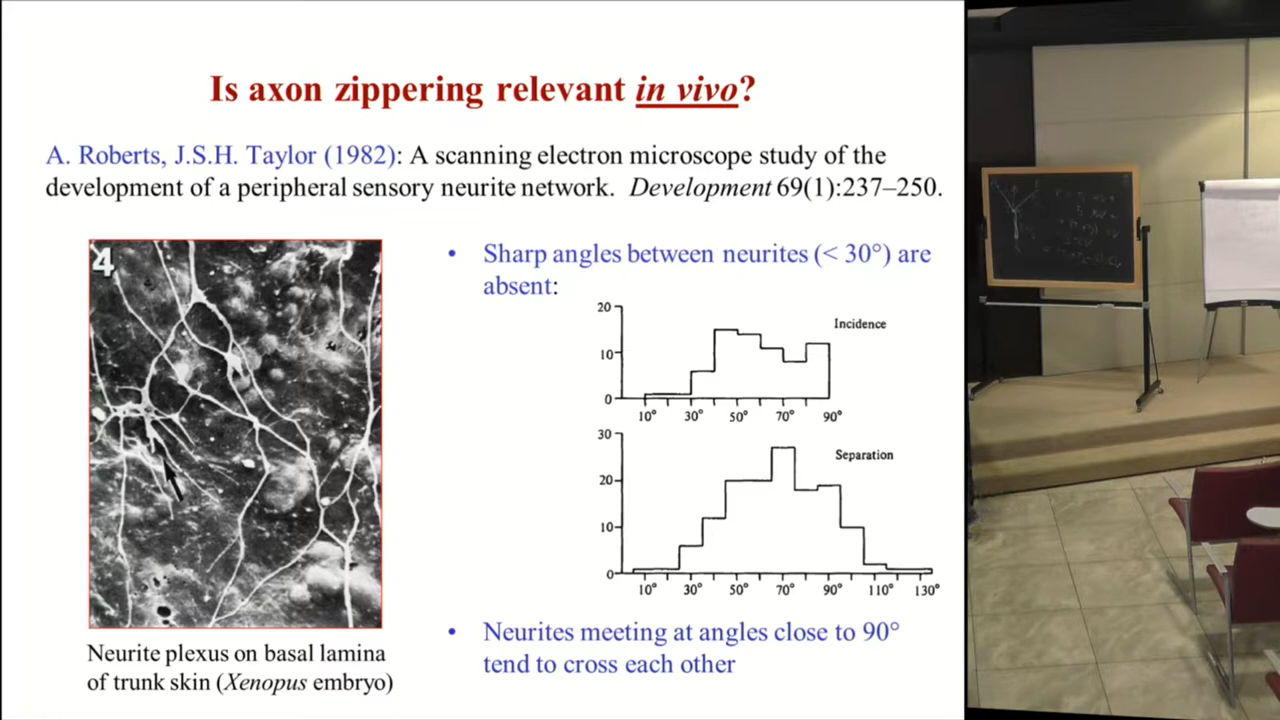 Is axon zippering relevant in vivo?
A. Roberts, J.S.H. Taylor (1982): A scanning electron microscope study of the
development of a peripheral sensory neurite network. Development 69(1):237–250.
4
Neurite plexus on basal lamina
of trunk skin (Xenopus embryo)
• Sharp angles between neurites (< 30°) are
absent:
20
10
0
Incidence
10° 30° 50° 70° 90°
30
20
10
0
Separation
10° 30° 50° 70° 90° 110° 130°
• Neurites meeting at angles close to 90°
tend to cross each other